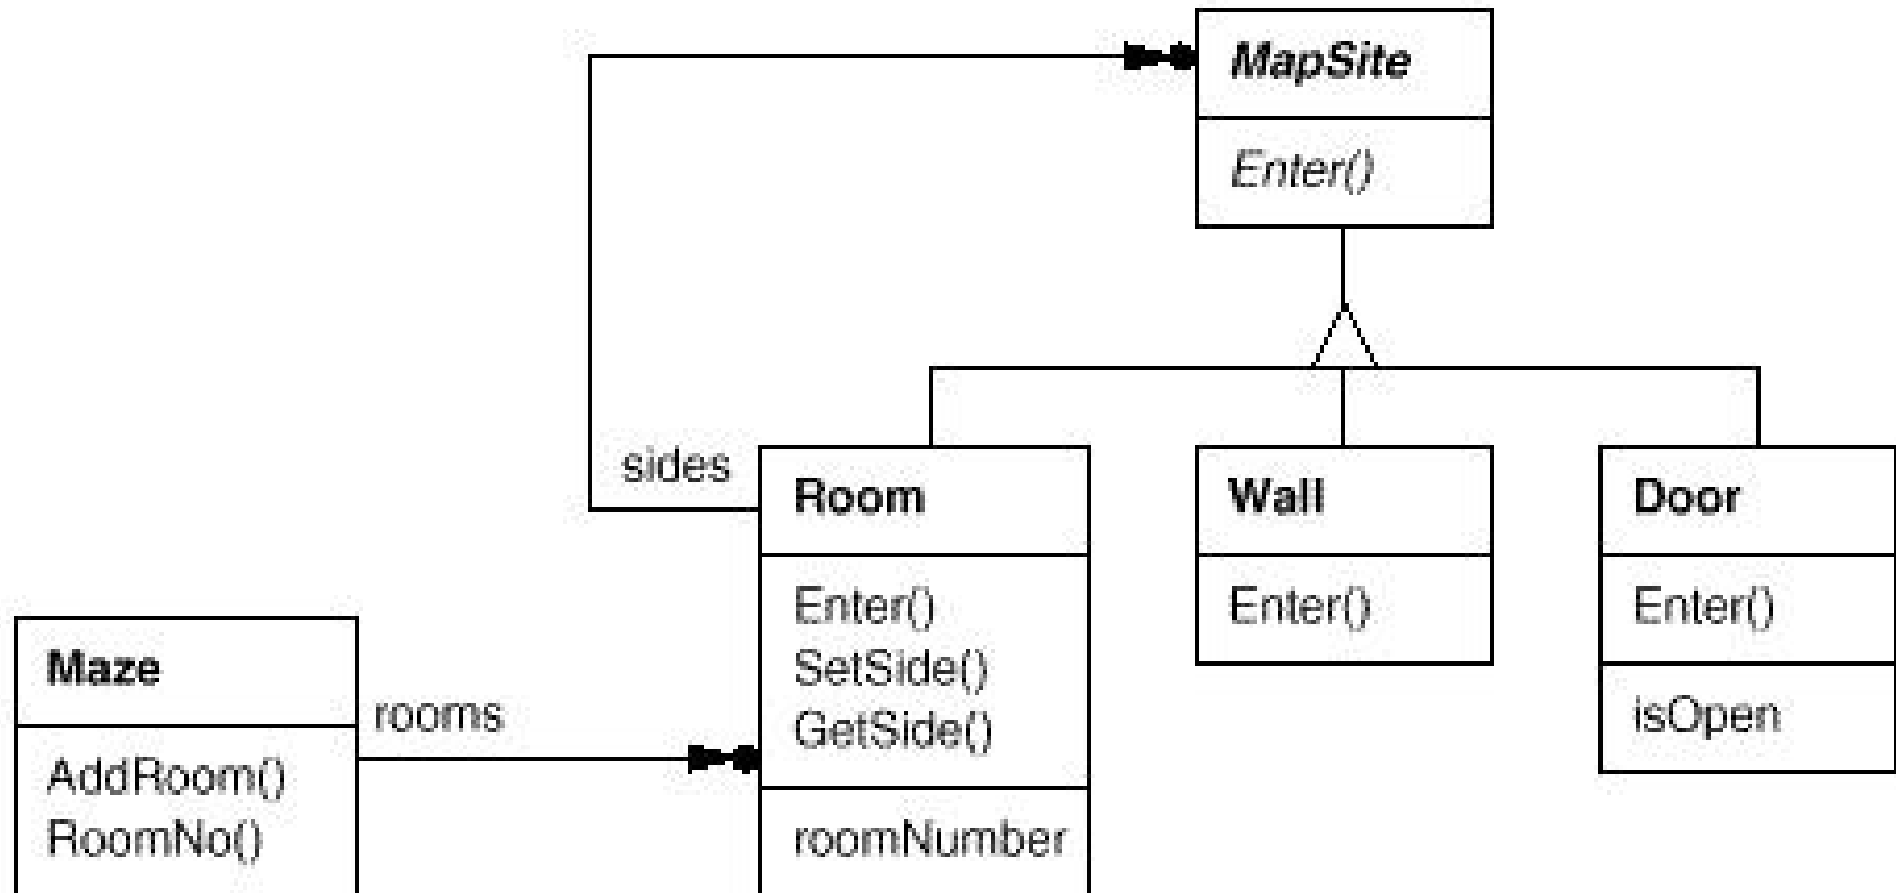 MapSite
Enter()
sides
Room
Enter()
SetSide()
GetSide()
roomNumber
Wall
Enter()
Door
Enter()
isOpen
Maze
AddRoom()
RoomNo()
rooms